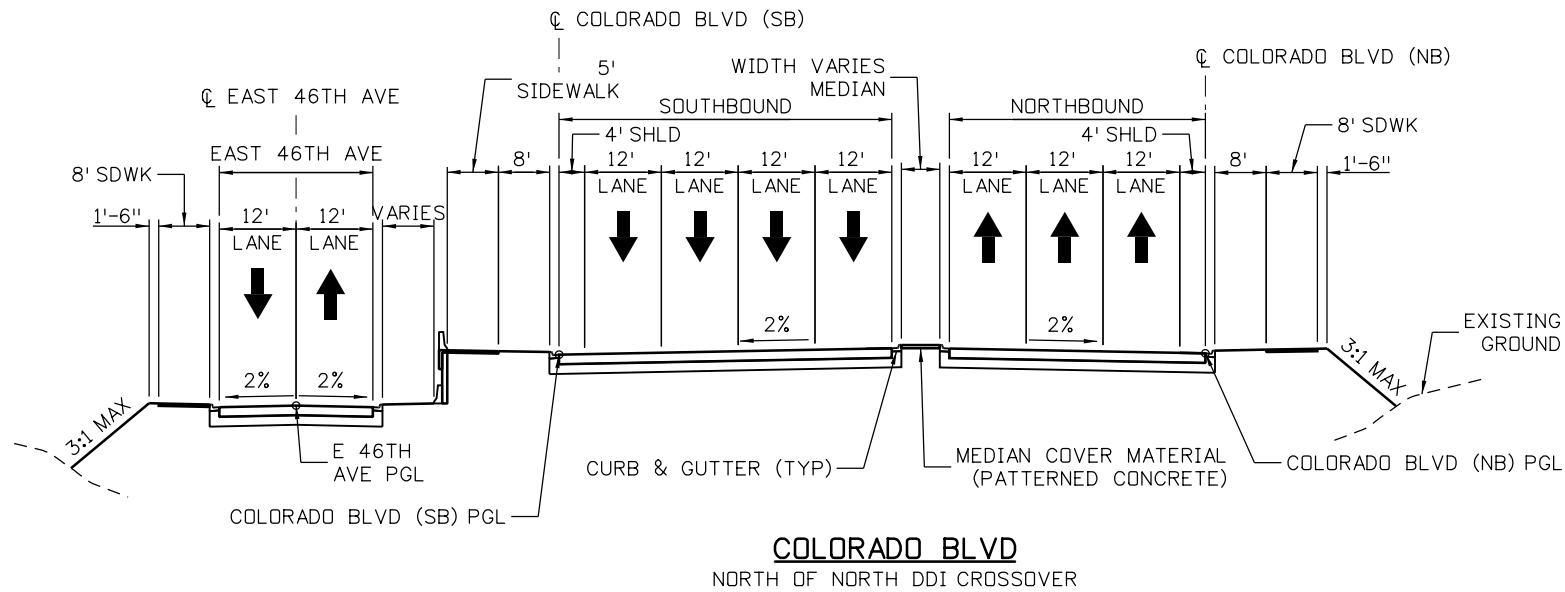 ℄ COLORADO BLVD (SB)
℄ COLORADO BLVD (NB)
5'
SIDEWALK
WIDTH VARIES
MEDIAN
℄ EAST 46TH AVE
SOUTHBOUND
NORTHBOUND
4' SHLD
4' SHLD
8' SDWK
EAST 46TH AVE
8' SDWK
8'
12'
LANE
12'
LANE
12'
LANE
12'
LANE
12'
LANE
12'
LANE
12'
LANE
8'
1'-6"
1'-6"
12'
LANE
12'
LANE
VARIES
2%
2%
2%
2%
EXISTING
GROUND
3:1 MAX
3:1 MAX
E 46TH
AVE PGL
CURB & GUTTER (TYP)
MEDIAN COVER MATERIAL
(PATTERNED CONCRETE)
COLORADO BLVD (NB) PGL
COLORADO BLVD (SB) PGL
COLORADO BLVD
NORTH OF NORTH DDI CROSSOVER